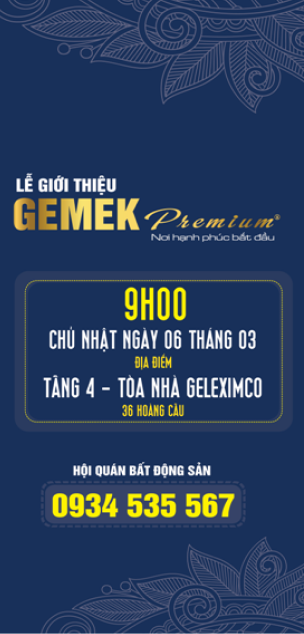 LỄ GIỚI THIỆU
GEMEK Premium®
Nơi hạnh phúc bắt đầu
9H00
CHỦ NHẬT NGÀY 06 THÁNG 03
ĐỊA ĐIỂM
TẦNG 4 - TÒA NHÀ GELEXIMCO
36 HOÀNG CẦU
HỘI QUÁN BẤT ĐỘNG SẢN
0934 535 567